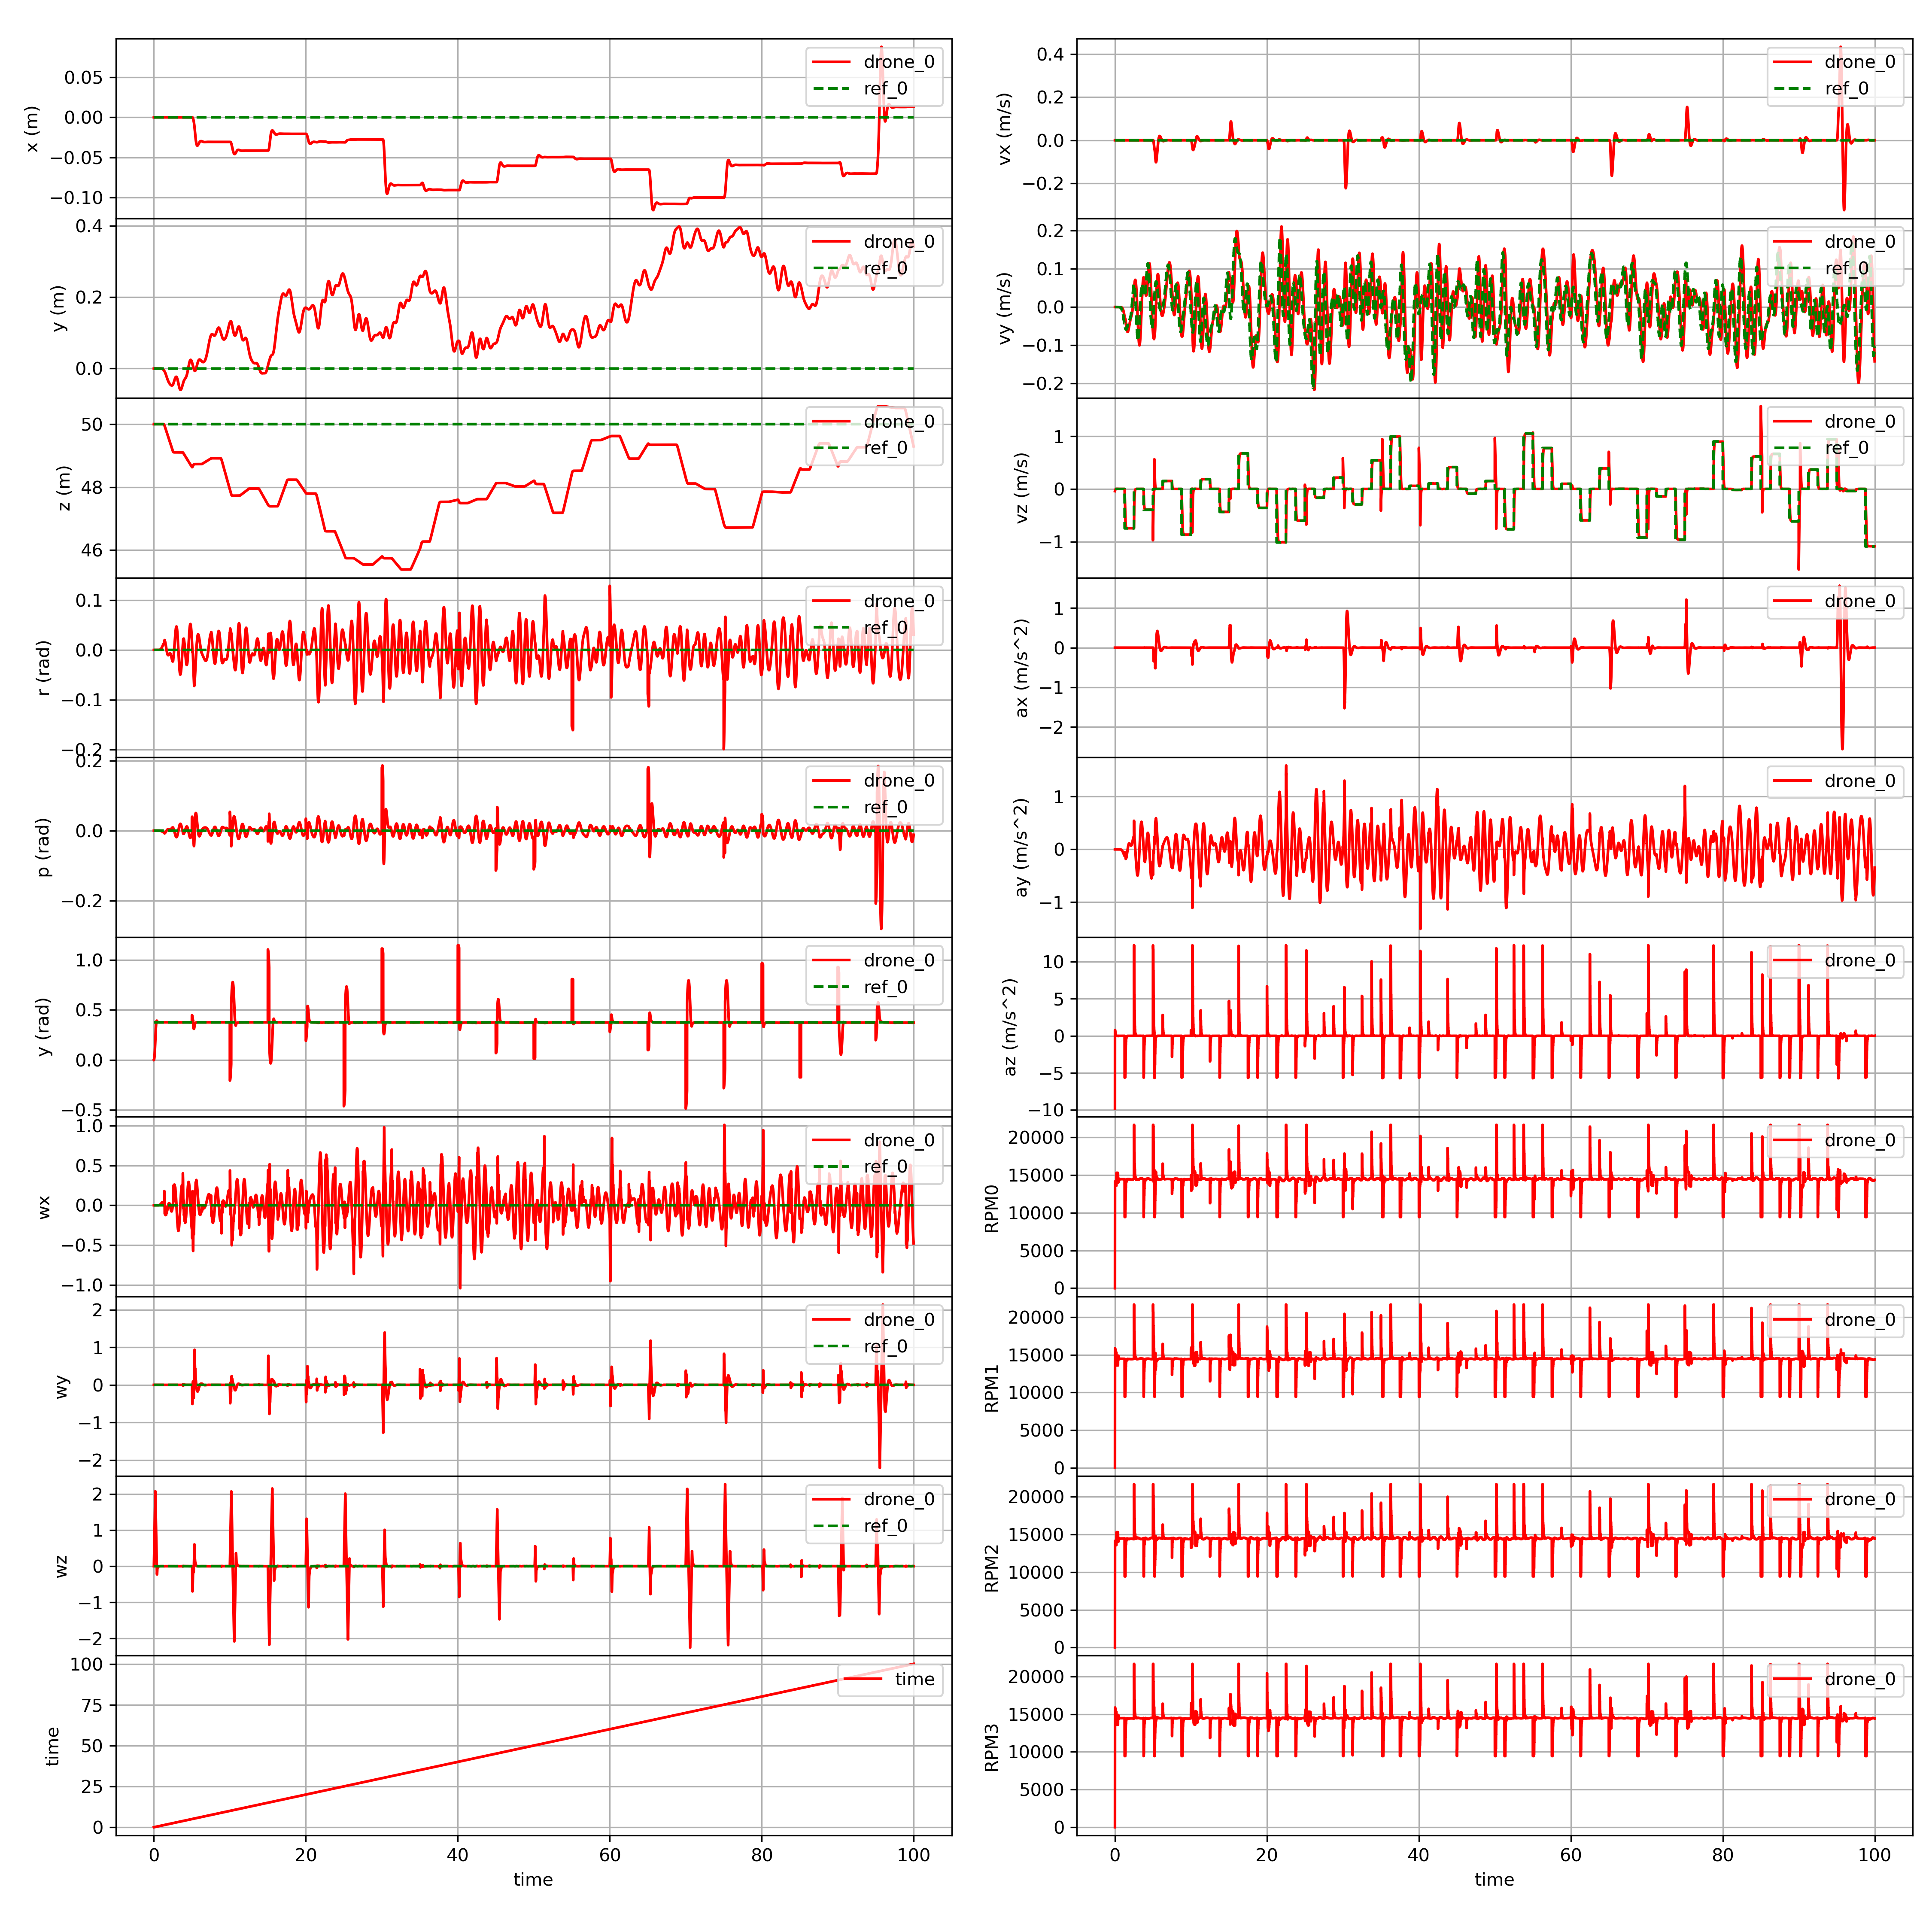 0.05
0.00
−0.05
−0.10
x (m)
drone_0
ref_0
0.4
0.2
0.0
y (m)
drone_0
ref_0
50
48
46
z (m)
drone_0
ref_0
0.1
0.0
−0.1
−0.2
r (rad)
drone_0
ref_0
0.2
0.0
−0.2
p (rad)
drone_0
ref_0
1.0
0.5
0.0
−0.5
y (rad)
drone_0
ref_0
1.0
0.5
0.0
−0.5
−1.0
wx
drone_0
ref_0
2
1
0
−1
−2
wy
drone_0
ref_0
2
1
0
−1
−2
wz
drone_0
ref_0
100
75
50
25
0
time
time
0 20 40 60 80 100
time
0.4
0.2
0.0
−0.2
vx (m/s)
drone_0
ref_0
0.2
0.1
0.0
−0.1
−0.2
vy (m/s)
drone_0
ref_0
1
0
−1
vz (m/s)
drone_0
ref_0
1
0
−1
−2
ax (m/s^2)
drone_0
1
0
−1
ay (m/s^2)
drone_0
10
5
0
−5
−10
az (m/s^2)
drone_0
20000
15000
10000
5000
0
RPM0
drone_0
20000
15000
10000
5000
0
RPM1
drone_0
20000
15000
10000
5000
0
RPM2
drone_0
20000
15000
10000
5000
0
RPM3
drone_0
0 20 40 60 80 100
time